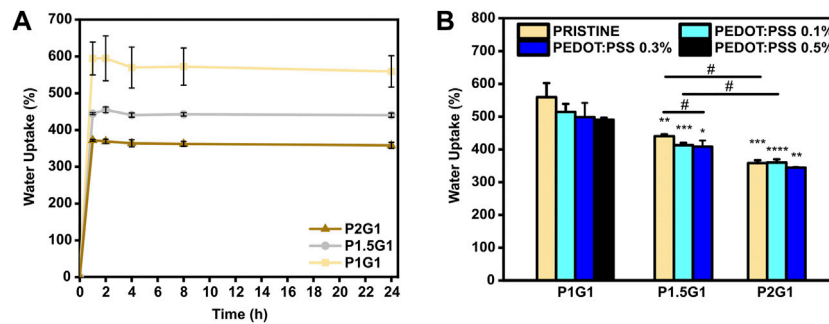 A
700
600
500
400
300
200
100
0
Water Uptake (%)
0 2 4 6 8 10 12 14 16 18 20 22 24
Time (h)
P2G1
P1.5G1
P1G1
B
800
700
600
500
400
300
200
100
0
Water Uptake (%)
PRISTINE PEDOT:PSS 0.1%
PEDOT:PSS 0.3% PEDOT:PSS 0.5%
#
#
#
** *** *
*** **** **
P1G1 P1.5G1 P2G1